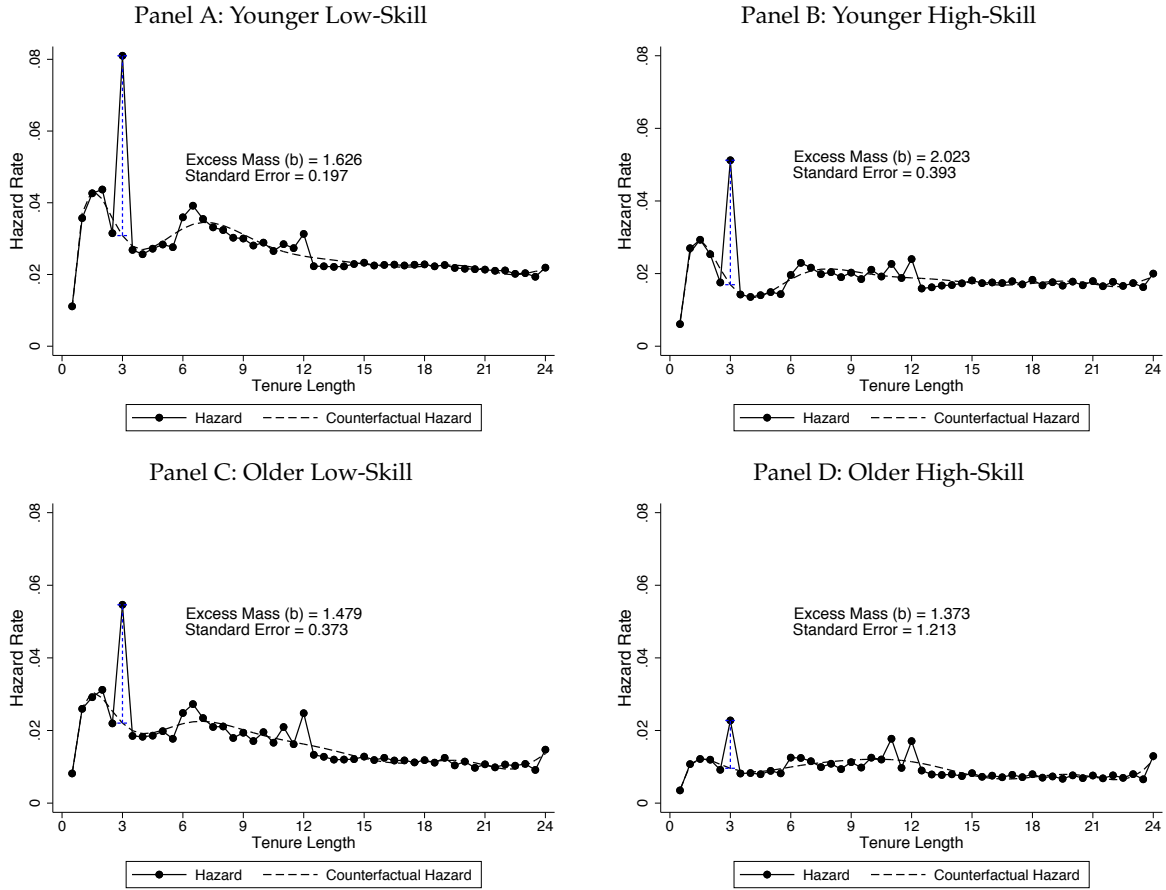 Panel A: Younger Low-Skill
Hazard Rate
.08
.06
.04
.02
0
Excess Mass (b) = 1.626
Standard Error = 0.197
0 3 6 9 12 15 18 21 24
Tenure Length
Hazard Counterfactual Hazard
Panel B: Younger High-Skill
Hazard Rate
.08
.06
.04
.02
0
Excess Mass (b) = 2.023
Standard Error = 0.393
0 3 6 9 12 15 18 21 24
Tenure Length
Hazard Counterfactual Hazard
Panel C: Older Low-Skill
Hazard Rate
.08
.06
.04
.02
0
Excess Mass (b) = 1.479
Standard Error = 0.373
0 3 6 9 12 15 18 21 24
Tenure Length
Hazard Counterfactual Hazard
Panel D: Older High-Skill
Hazard Rate
.08
.06
.04
.02
0
Excess Mass (b) = 1.373
Standard Error = 1.213
0 3 6 9 12 15 18 21 24
Tenure Length
Hazard Counterfactual Hazard